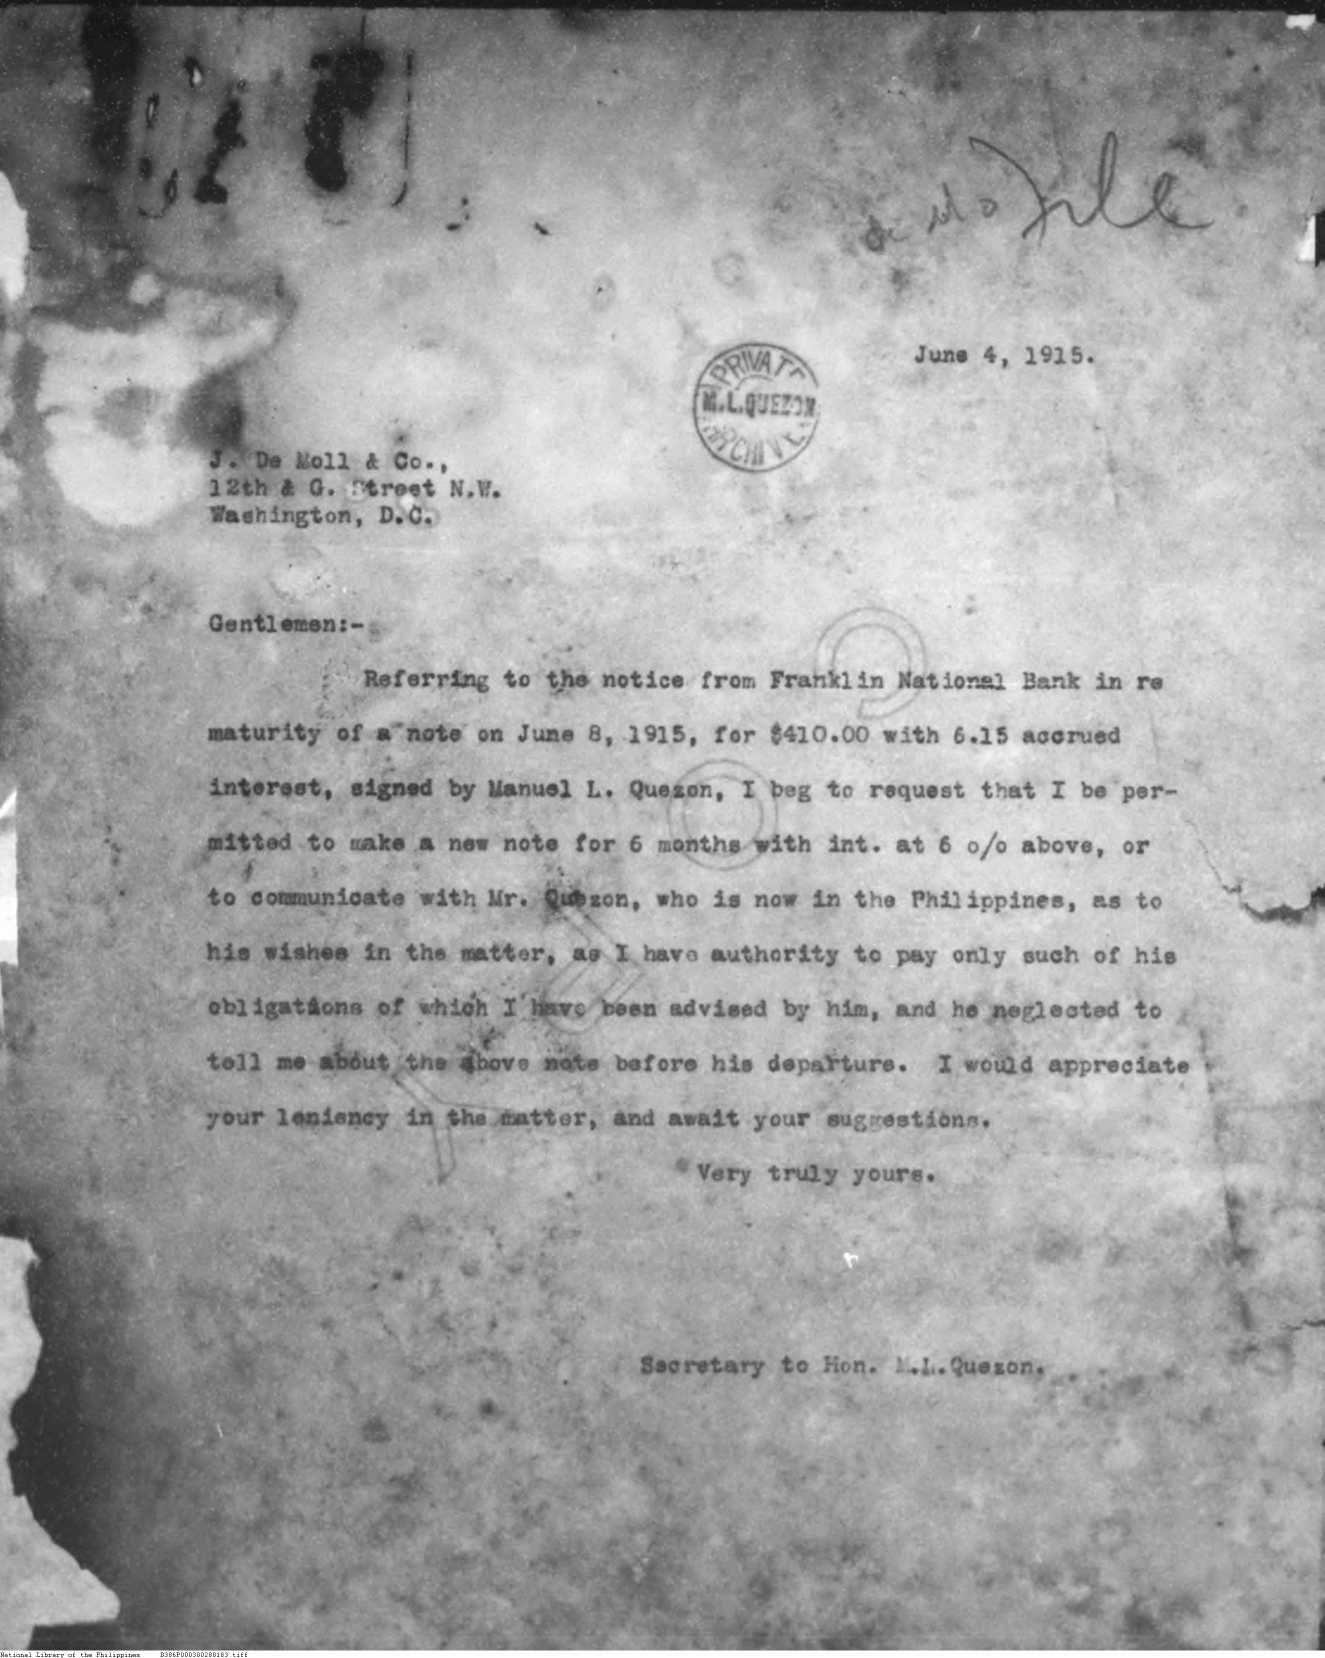 File
June 4, 1915.
PRIVATE
M.L.QUEZON
ARCHIVE
J. De Moll & Co.,
12th & G. Street N.W.
Washington, D.C.
Gentlemen:-
Referring to the notice from Franklin National Bank in re
maturity of a note on June 8, 1915, for $410.00 with 6.15 accrued
interest, signed by Manuel L. Quezon, I beg to request that I be per-
mitted to make a new note for 6 months with int. at 6 o/o above, or
to communicate with Mr. Quezon, who is now in the Philippines, as to
his wishes in the matter, as I have authority to pay only such of his
obligations of which I have been advised by him, and he neglected to
tell me about the above note before his departure. I would appreciate
your leniency in the matter, and await your suggestions.
Very truly yours.
Secretary to Hon. M.L.Quezon.
National Library of the Philippines